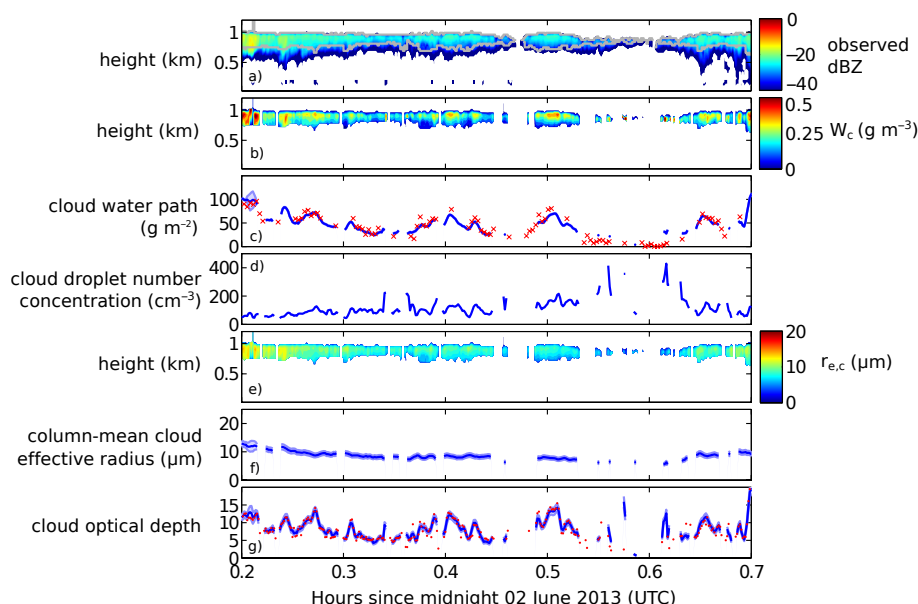 1
0.5
height (km)
a)
0
−20
−40
observed
dBZ
1
0.5
height (km)
b)
0.5
0.25
0
Wc (g m⁻³)
100
50
0
cloud water path
(g m⁻²)
c)
400
200
0
cloud droplet number
concentration (cm⁻³)
d)
1
0.5
height (km)
e)
20
10
0
re,c (µm)
20
10
0
column-mean cloud
effective radius (µm)
f)
15
10
5
0
cloud optical depth
g)
0.2 0.3 0.4 0.5 0.6 0.7
Hours since midnight 02 June 2013 (UTC)